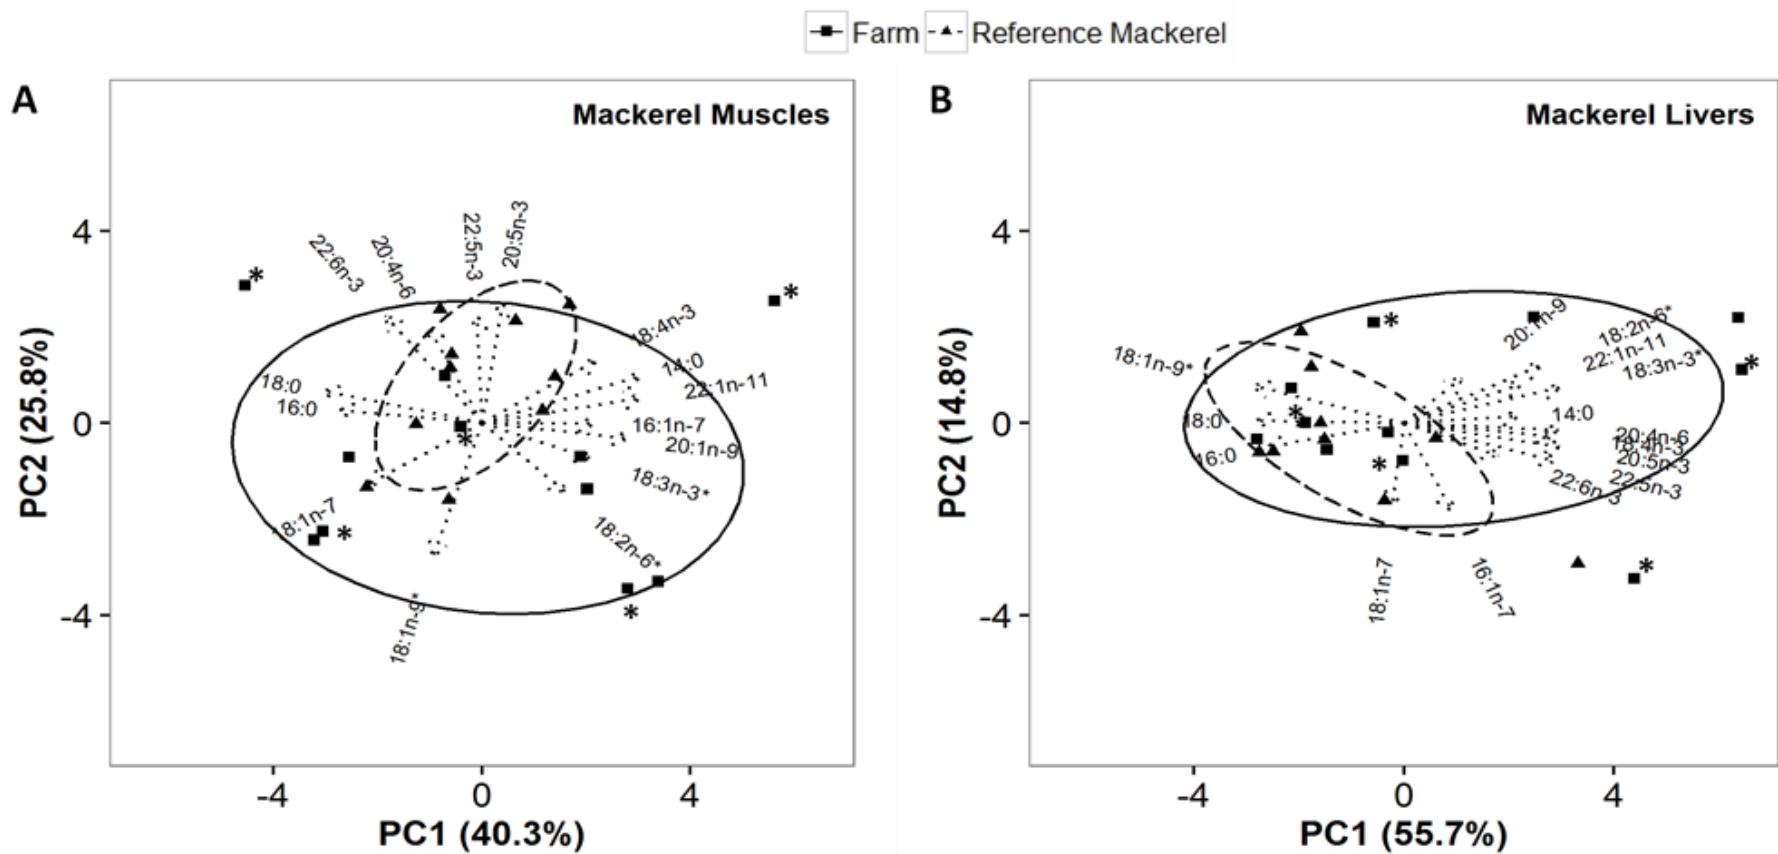 Farm Reference Mackerel
A
Mackerel Muscles
PC2 (25.8%)
4
0
-4
22:6n-3
20:4n-6
22:5n-3
20:5n-3
18:4n-3
14:0
22:1n-11
18:0
16:0
16:1n-7
20:1n-9
18:3n-3*
18:2n-6*
18:1n-7
18:1n-9*
-4
0
4
PC1 (40.3%)
B
Mackerel Livers
PC2 (14.8%)
4
0
-4
18:1n-9*
20:1n-9
18:2n-6*
22:1n-11
18:3n-3*
18:0
14:0
16:0
20:4n-6
18:4n-3
20:5n-3
22:5n-3
22:6n-3
18:1n-7
16:1n-7
-4
0
4
PC1 (55.7%)